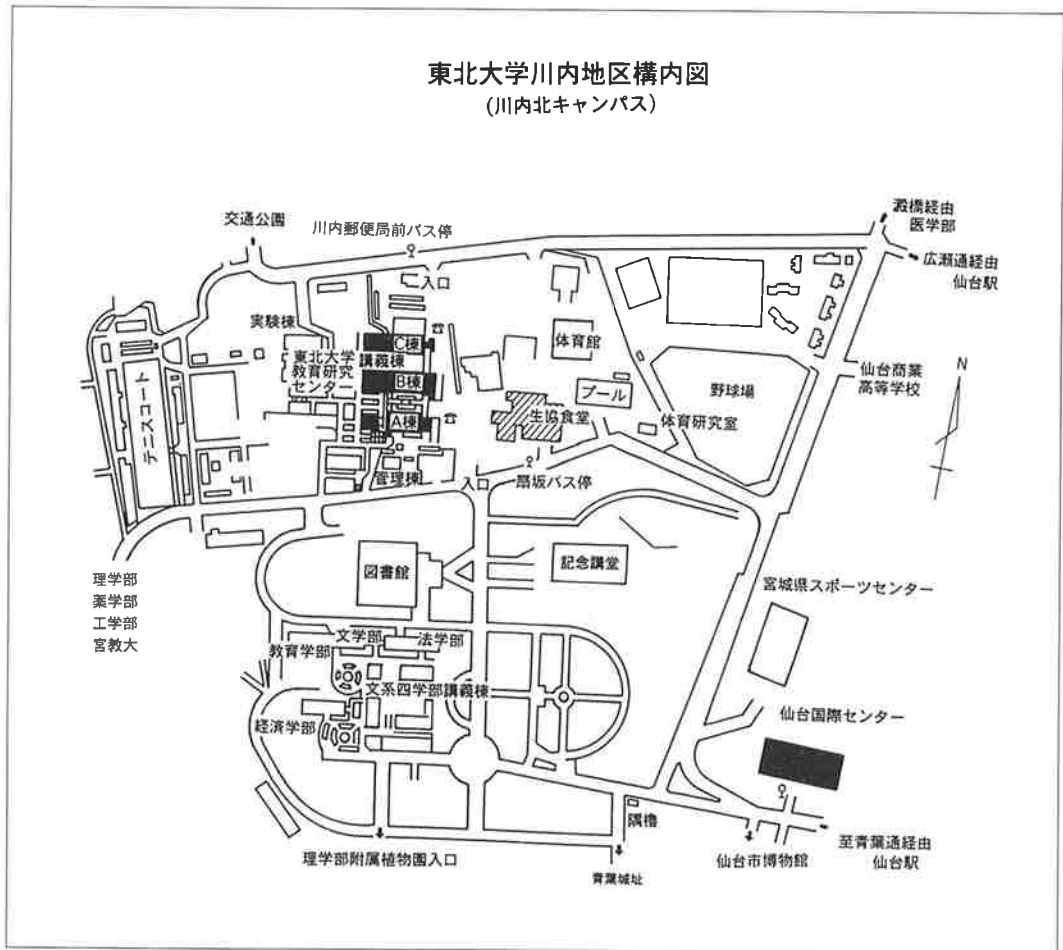 東北大学川内地区構内図
(川内北キャンパス)
澱橋経由
医学部
交通公園
川内郵便局前バス停
広瀬通経由
仙台駅
入口
実験棟
C棟
体育館
東北大学
教育研究
センター
講義棟
B棟
仙台商業
高等学校
N
テニスコート
プール
野球場
A棟
生協食堂
体育研究室
管理棟
入口
扇坂バス停
図書館
記念講堂
理学部
薬学部
工学部
宮教大
宮城県スポーツセンター
文学部
法学部
教育学部
文系四学部講義棟
仙台国際センター
経済学部
隅櫓
理学部附属植物園入口
青葉城址
仙台市博物館
至青葉通経由
仙台駅